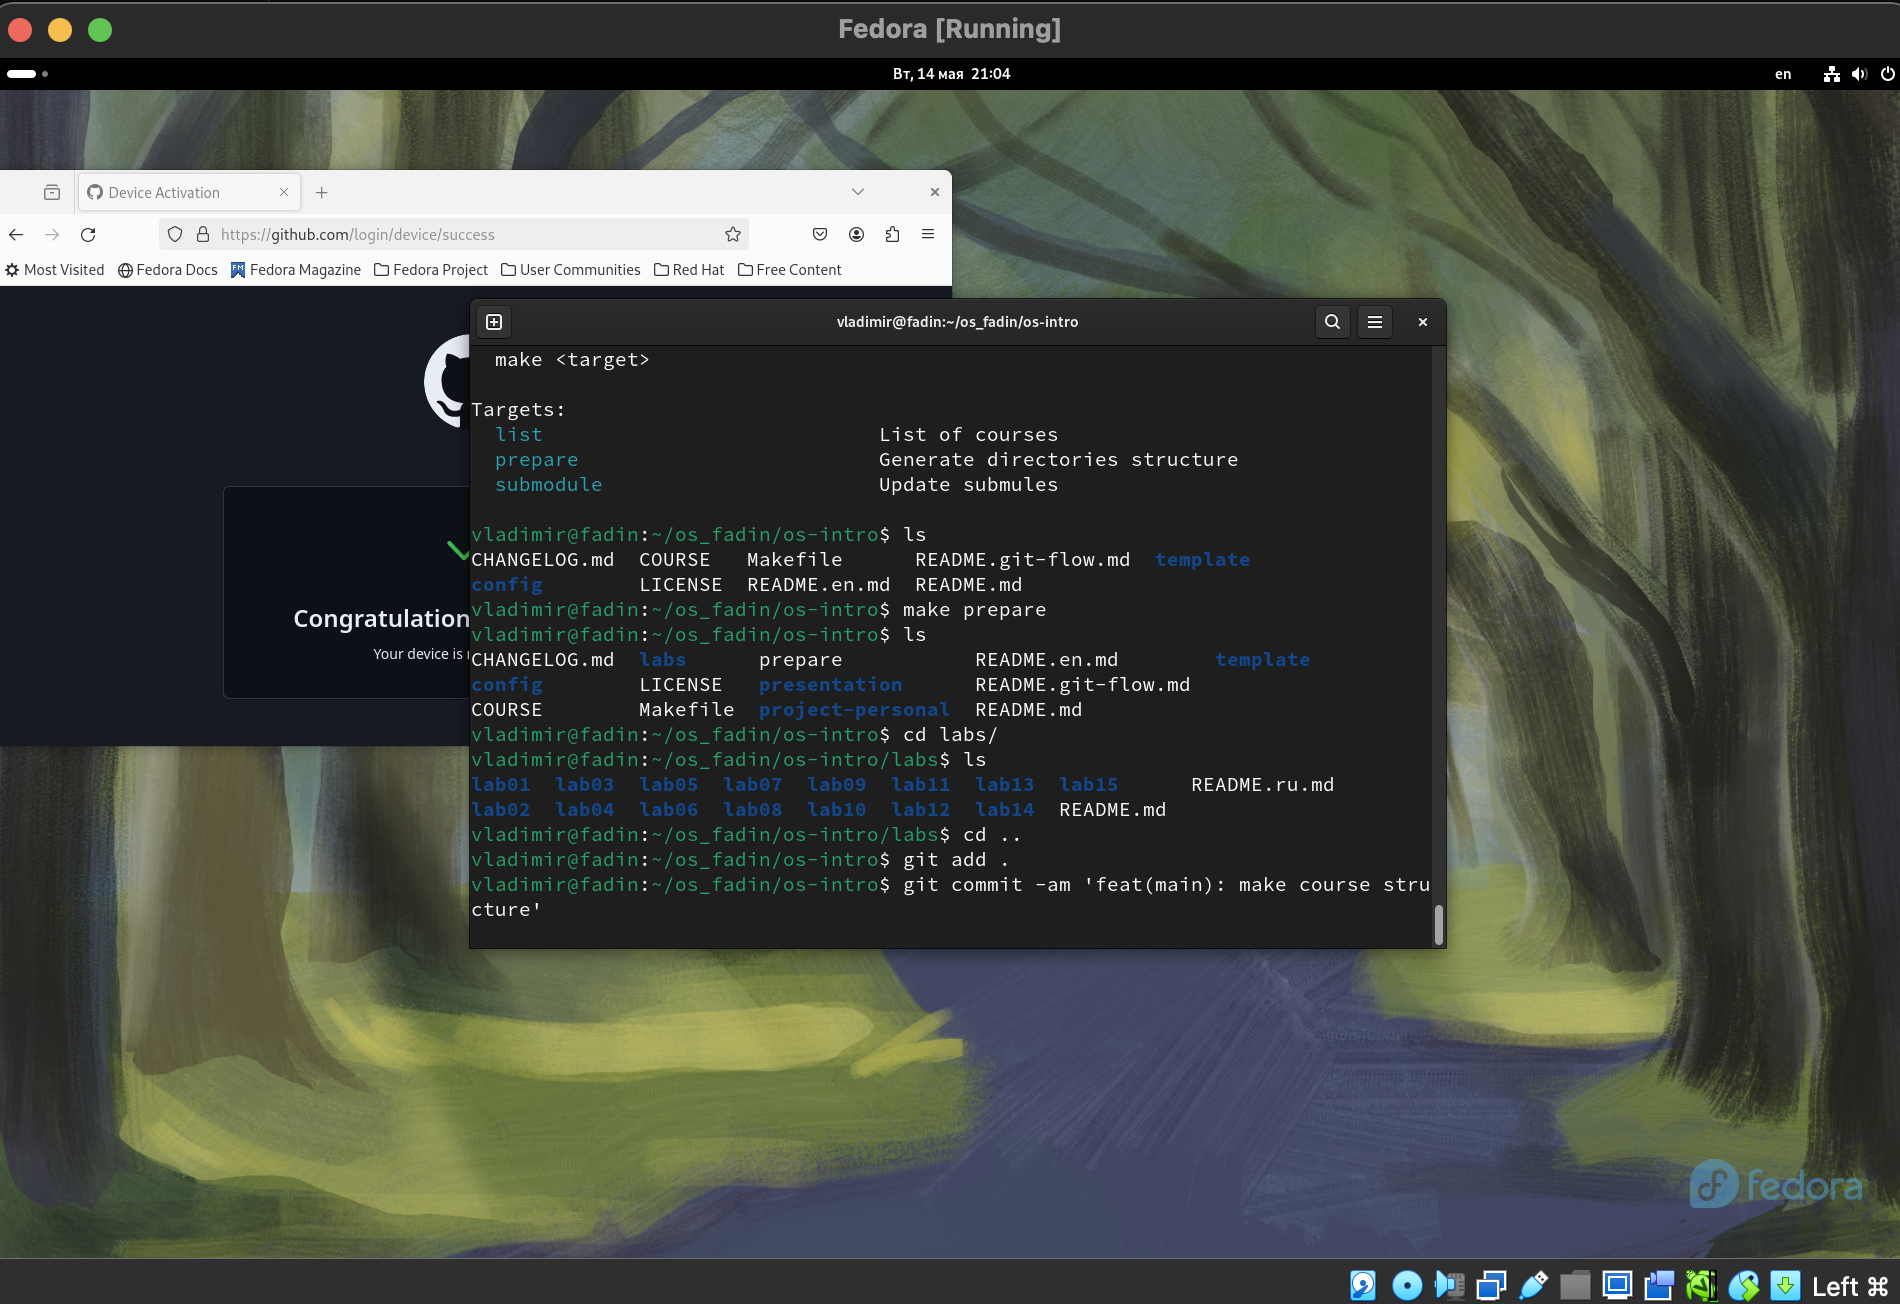 Fedora [Running]
Вт, 14 мая 21:04
en
Device Activation
https://github.com/login/device/success
Most Visited Fedora Docs Fedora Magazine Fedora Project User Communities Red Hat Free Content
Congratulation
Your device is
vladimir@fadin:~/os_fadin/os-intro
make <target>
Targets:
list List of courses
prepare Generate directories structure
submodule Update submules
vladimir@fadin:~/os_fadin/os-intro$ ls
CHANGELOG.md COURSE Makefile README.git-flow.md template
config LICENSE README.en.md README.md
vladimir@fadin:~/os_fadin/os-intro$ make prepare
vladimir@fadin:~/os_fadin/os-intro$ ls
CHANGELOG.md labs prepare README.en.md template
config LICENSE presentation README.git-flow.md
COURSE Makefile project-personal README.md
vladimir@fadin:~/os_fadin/os-intro$ cd labs/
vladimir@fadin:~/os_fadin/os-intro/labs$ ls
lab01 lab03 lab05 lab07 lab09 lab11 lab13 lab15 README.ru.md
lab02 lab04 lab06 lab08 lab10 lab12 lab14 README.md
vladimir@fadin:~/os_fadin/os-intro/labs$ cd ..
vladimir@fadin:~/os_fadin/os-intro$ git add .
vladimir@fadin:~/os_fadin/os-intro$ git commit -am 'feat(main): make course stru
cture'
fedora
Left ⌘